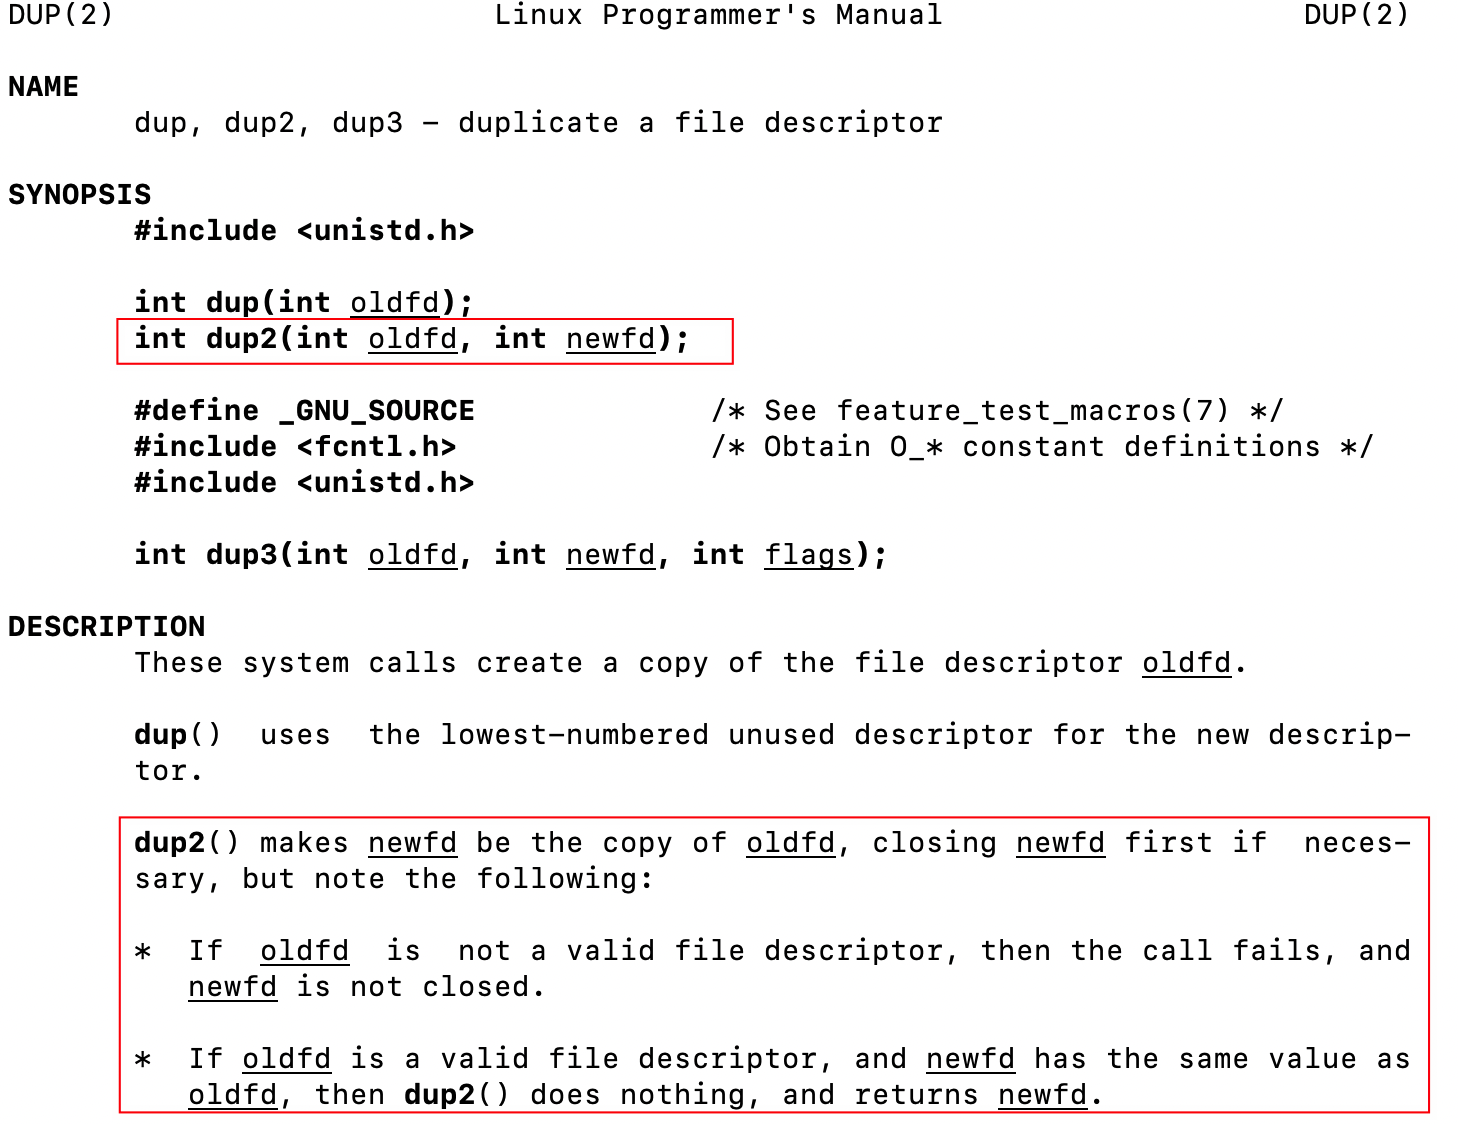 DUP(2) Linux Programmer's Manual DUP(2)
NAME
dup, dup2, dup3 - duplicate a file descriptor
SYNOPSIS
#include <unistd.h>
int dup(int oldfd);
int dup2(int oldfd, int newfd);
#define _GNU_SOURCE /* See feature_test_macros(7) */
#include <fcntl.h> /* Obtain O_* constant definitions */
#include <unistd.h>
int dup3(int oldfd, int newfd, int flags);
DESCRIPTION
These system calls create a copy of the file descriptor oldfd.
dup() uses the lowest-numbered unused descriptor for the new descrip-
tor.
dup2() makes newfd be the copy of oldfd, closing newfd first if neces-
sary, but note the following:
* If oldfd is not a valid file descriptor, then the call fails, and
newfd is not closed.
* If oldfd is a valid file descriptor, and newfd has the same value as
oldfd, then dup2() does nothing, and returns newfd.